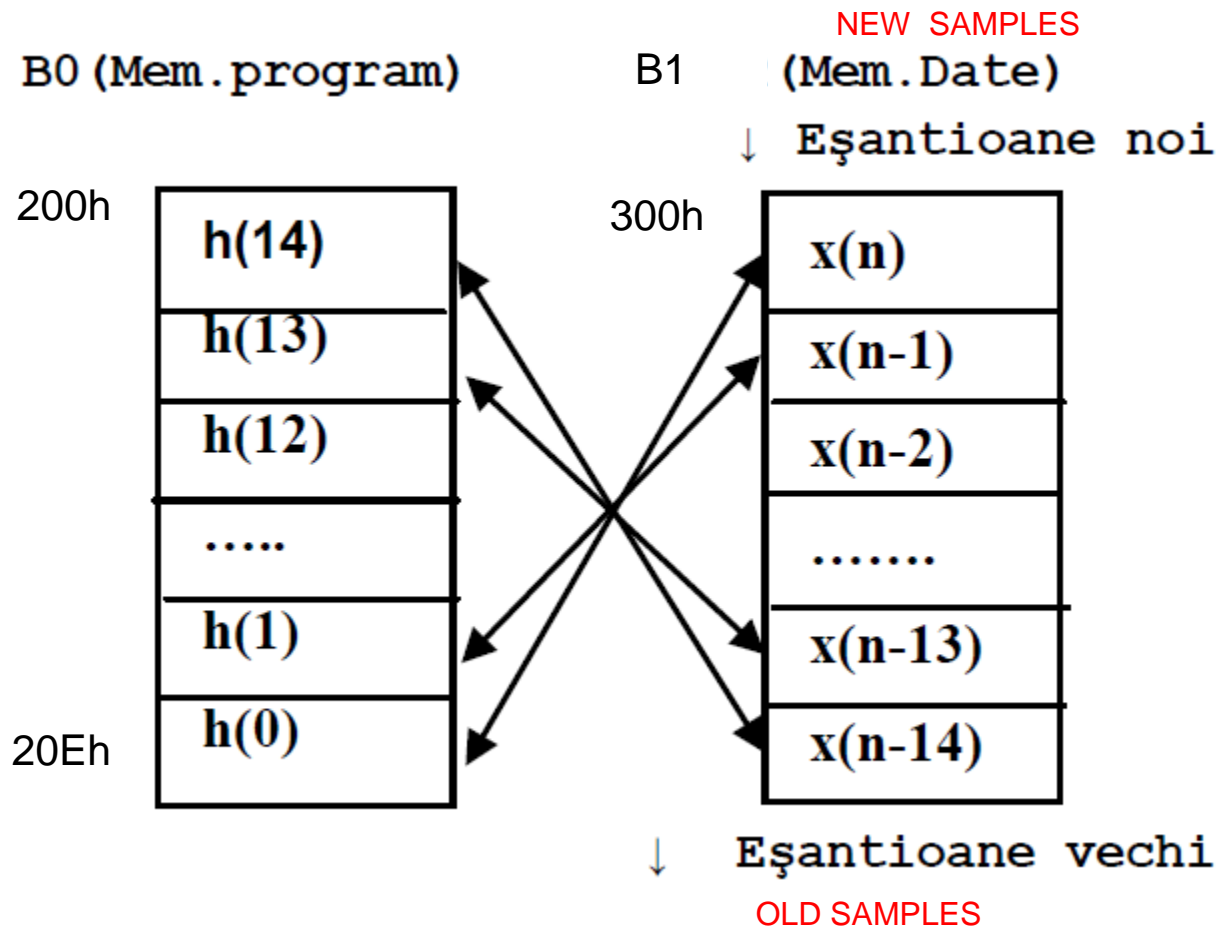 NEW SAMPLES
B0(Mem.program)
B1 (Mem.Date)
↓ Eşantioane noi
200h
300h
h(14)
h(13)
h(12)
.....
h(1)
h(0)
20Eh
x(n)
x(n-1)
x(n-2)
.......
x(n-13)
x(n-14)
↓ Eşantioane vechi
OLD SAMPLES